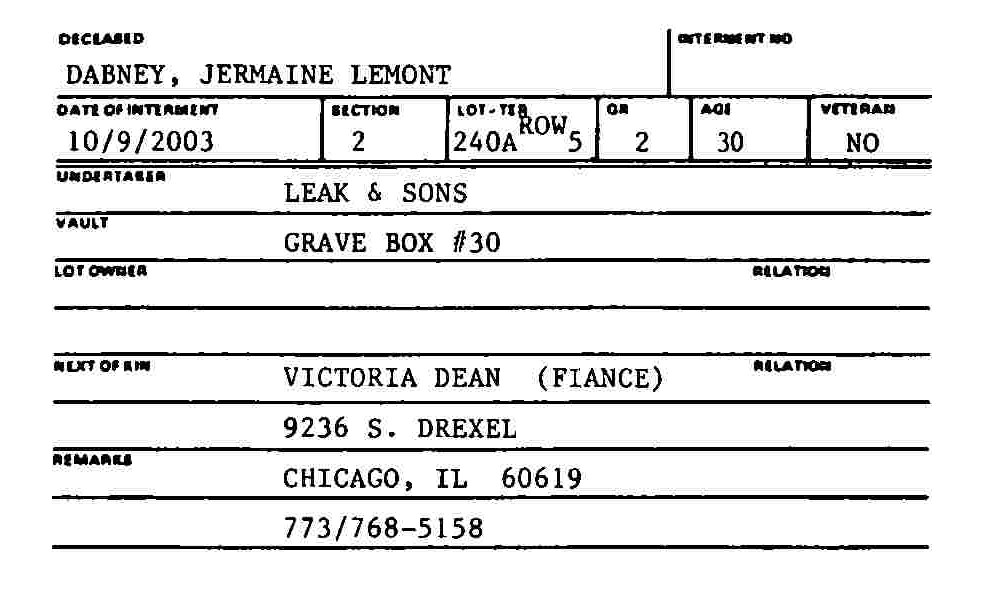 DECEASED INTERMENT NO
DABNEY, JERMAINE LEMONT
DATE OF INTERMENT SECTION LOT-TER GR AGE VETERAN
10/9/2003 2 240A ROW 5 2 30 NO
UNDERTAKER
LEAK & SONS
VAULT
GRAVE BOX #30
LOT OWNER RELATION
NEXT OF KIN RELATION
VICTORIA DEAN (FIANCE)
9236 S. DREXEL
REMARKS
CHICAGO, IL 60619
773/768-5158